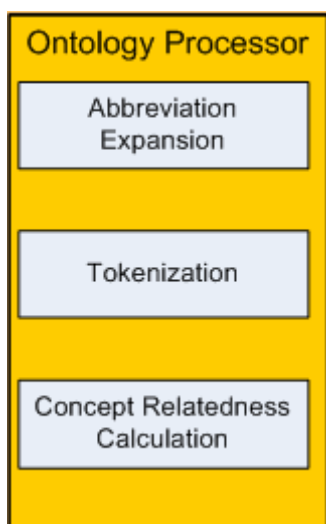 Ontology Processor
Abbreviation
Expansion
Tokenization
Concept Relatedness
Calculation